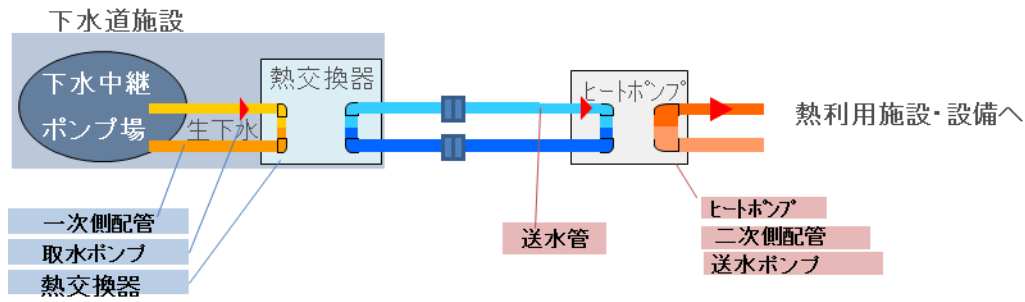 下水道施設
下水中継
ポンプ場
生下水
熱交換器
ヒートポンプ
熱利用施設・設備へ
一次側配管
取水ポンプ
熱交換器
送水管
ヒートポンプ
二次側配管
送水ポンプ